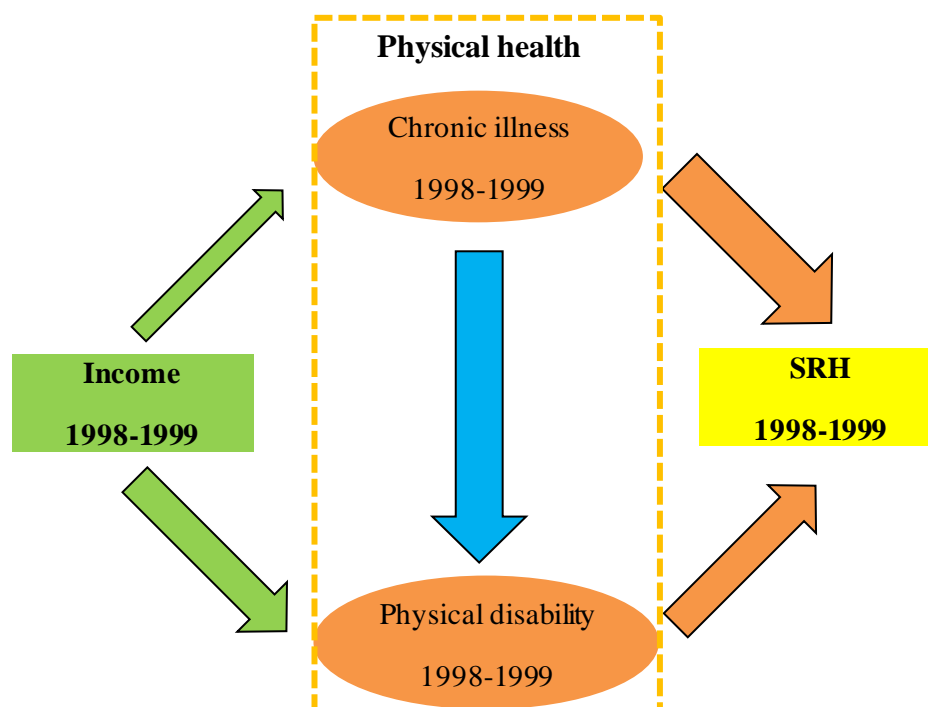 Physical health
Chronic illness
1998-1999
Income
1998-1999
SRH
1998-1999
Physical disability
1998-1999